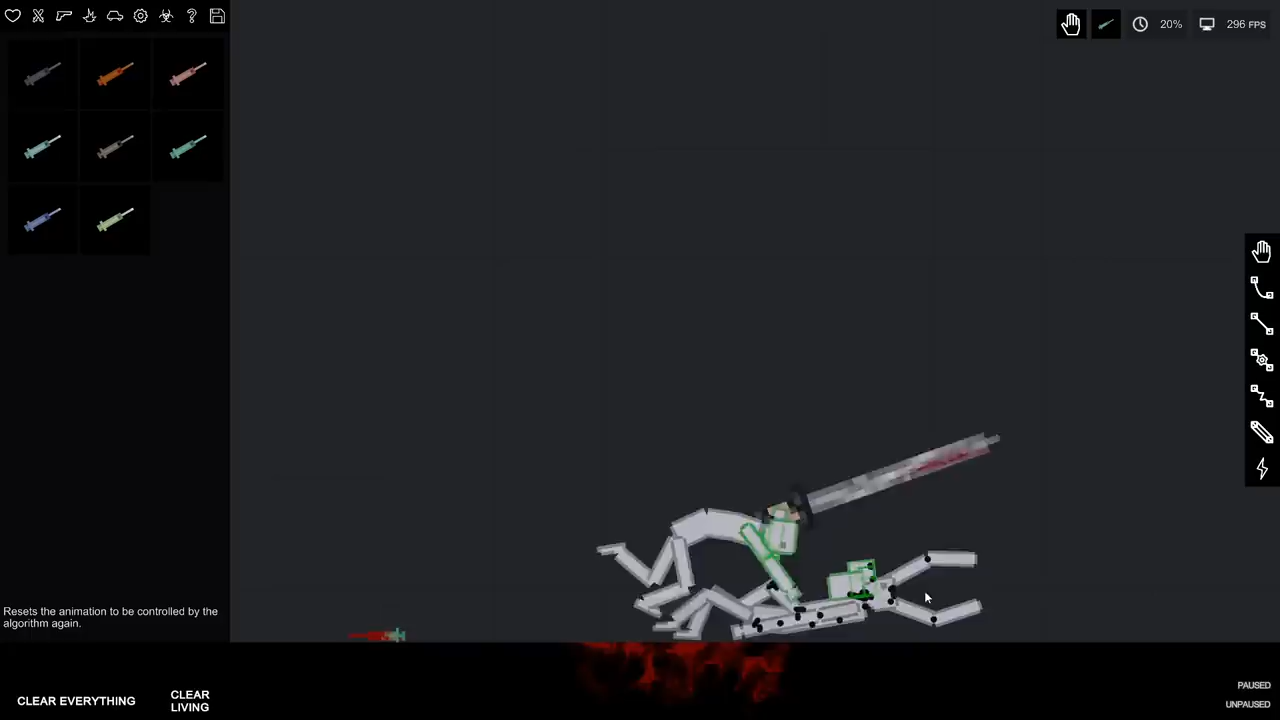 20%
296 FPS
Resets the animation to be controlled by the
algorithm again.
CLEAR EVERYTHING
CLEAR
LIVING
PAUSED
UNPAUSED